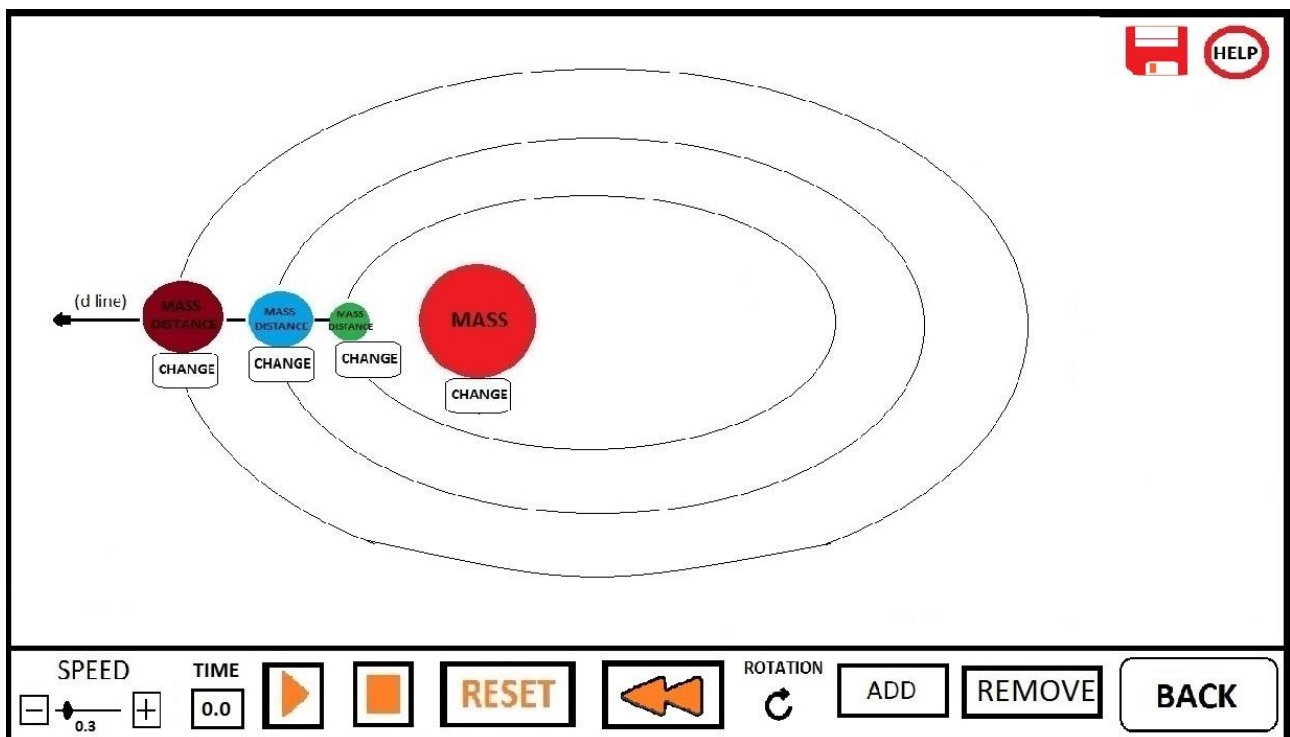 HELP
(d line)
MASS
DISTANCE
MASS
DISTANCE
MASS
DISTANCE
MASS
CHANGE
CHANGE
CHANGE
CHANGE
SPEED
0.3
TIME
0.0
RESET
ROTATION
ADD
REMOVE
BACK